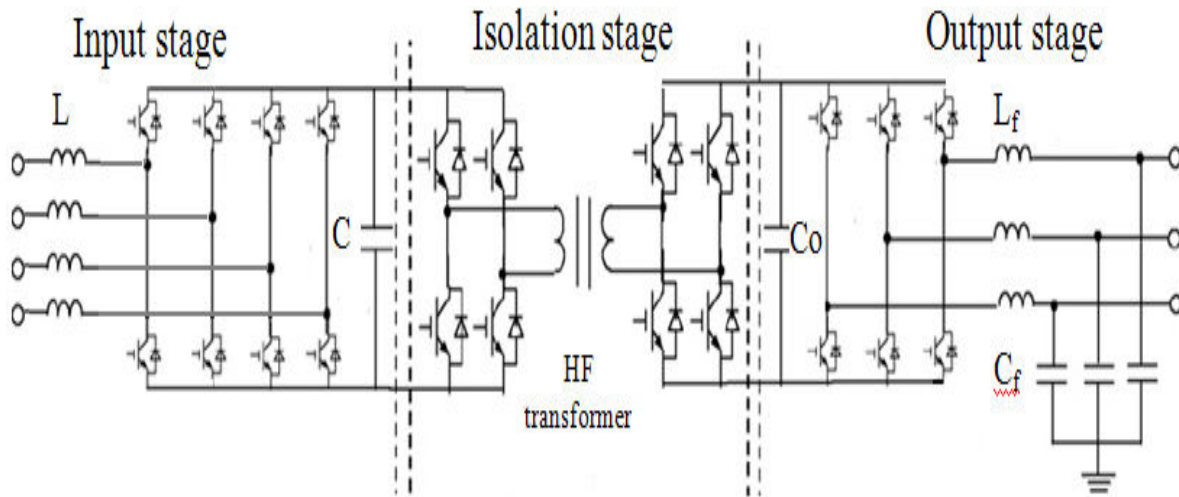 Input stage
Isolation stage
Output stage
L
C
HF
transformer
Co
Lf
Cf